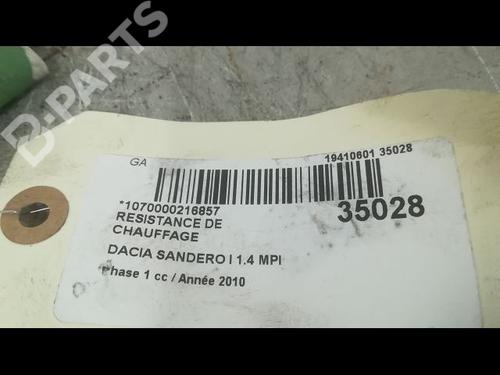 B-PARTS
GA
19410601 35028
*1070000216857
35028
RESISTANCE DE
CHAUFFAGE
DACIA SANDERO I 1.4 MPI
Phase 1 cc / Année 2010